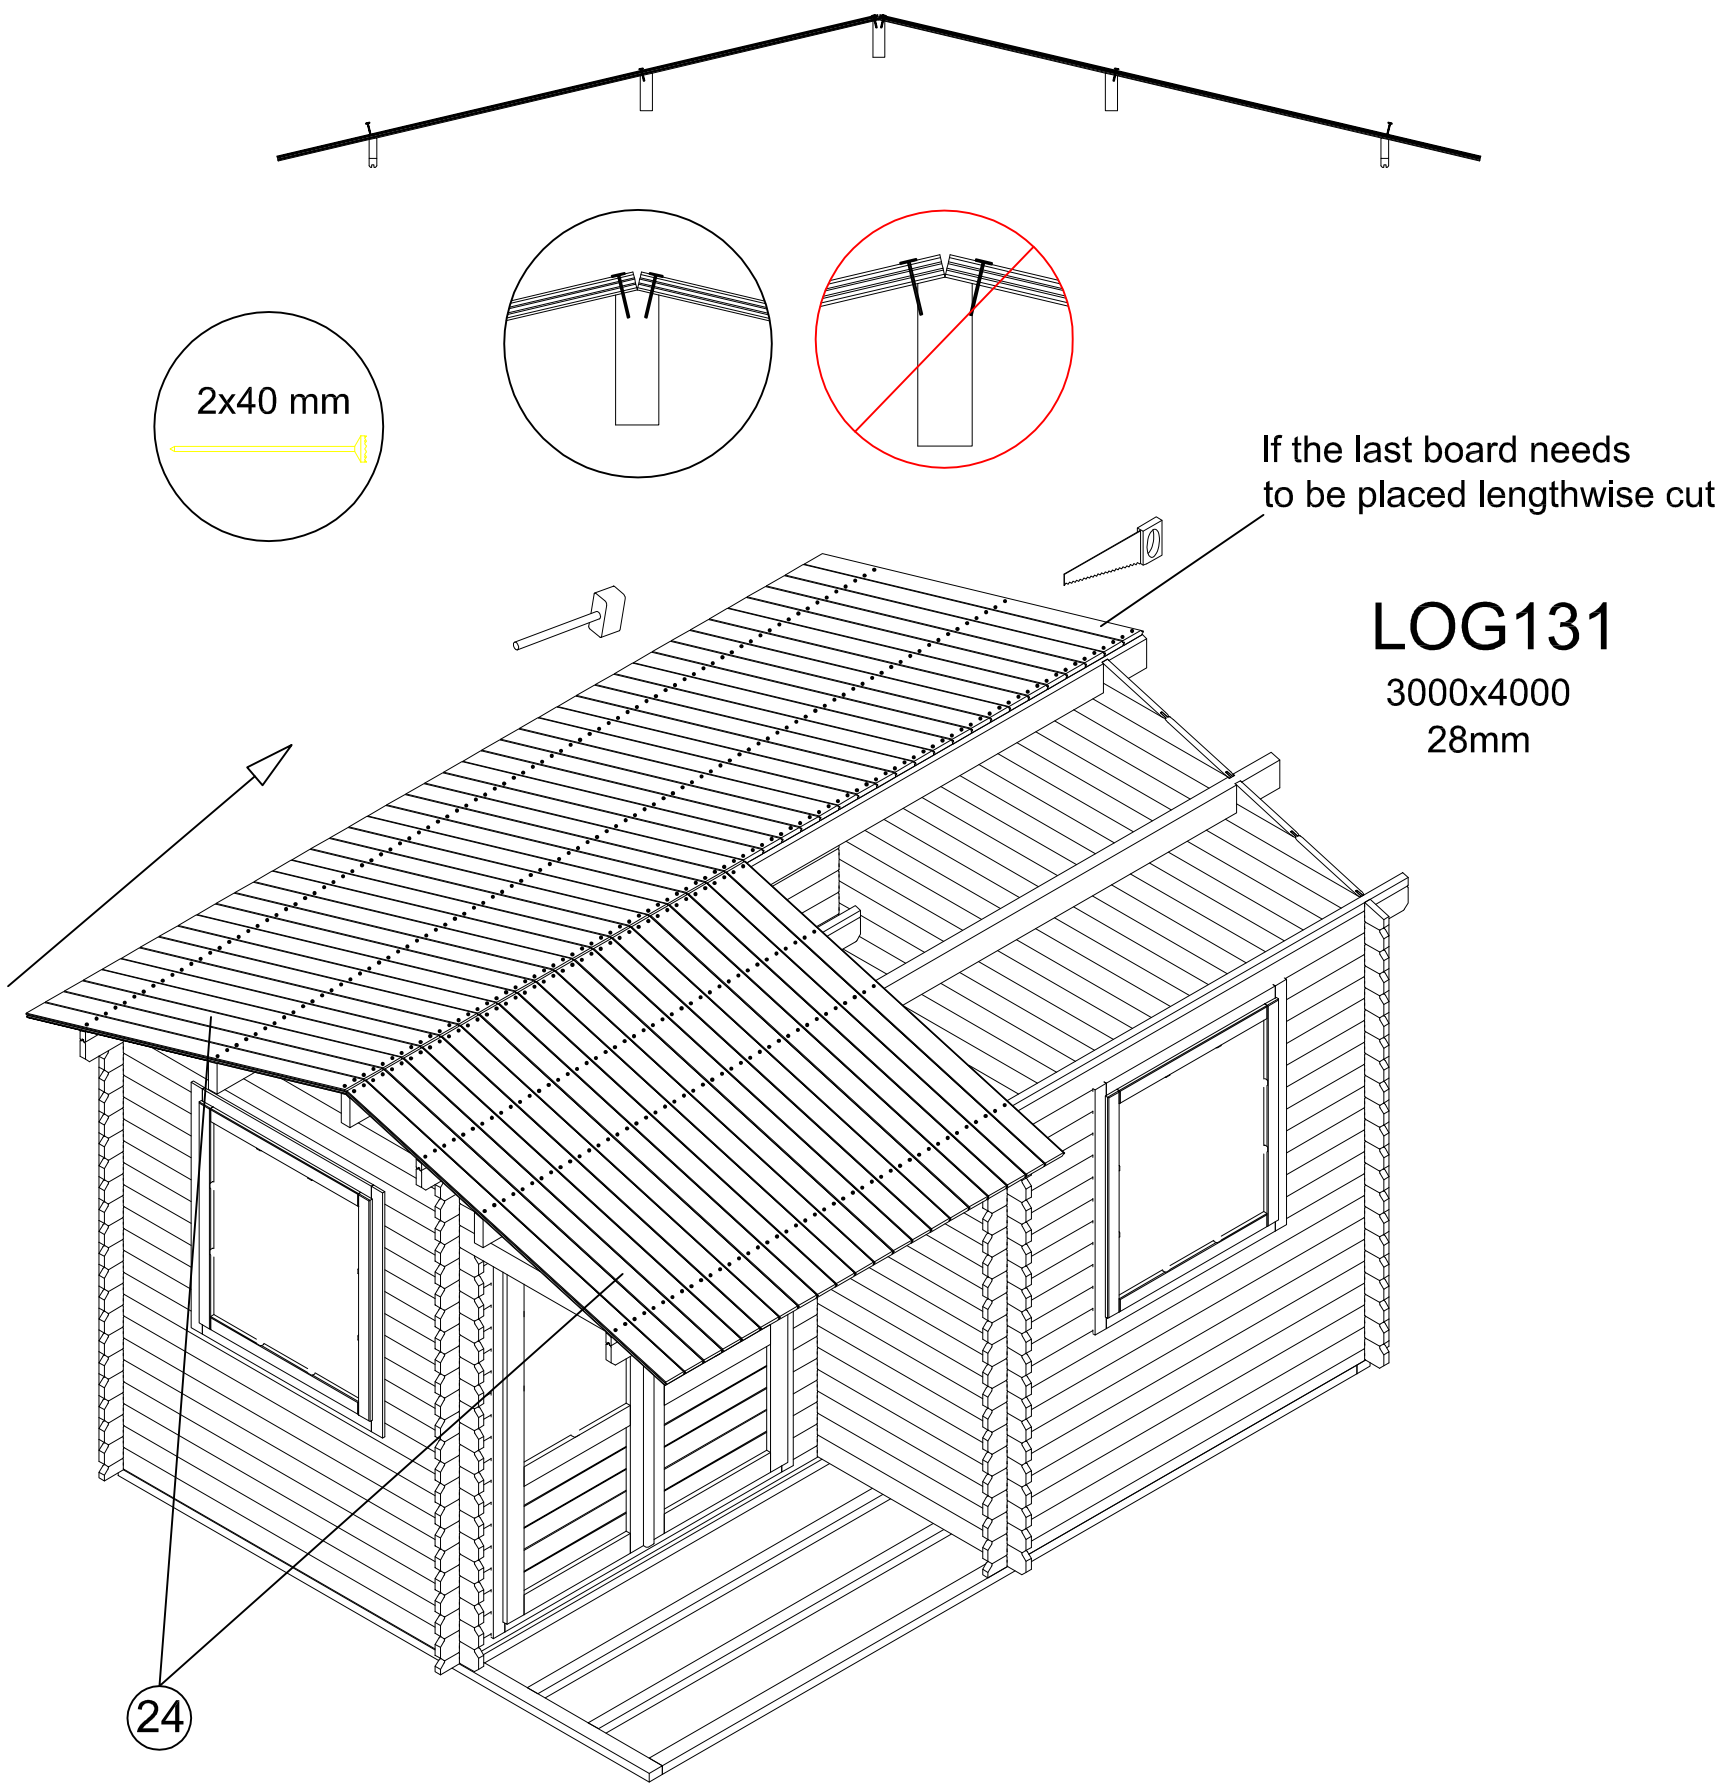 2x40 mm
If the last board needs
to be placed lengthwise cut
LOG131
3000x4000
28mm
24